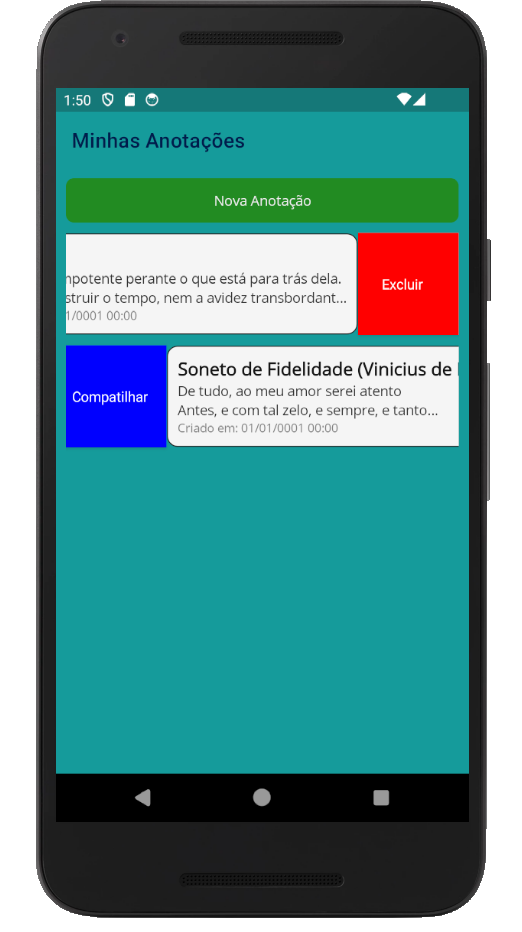 1:50
Minhas Anotações
Nova Anotação
npotente perante o que está para trás dela.
struir o tempo, nem a avidez transbordant...
1/0001 00:00
Excluir
Compatilhar
Soneto de Fidelidade (Vinicius de
De tudo, ao meu amor serei atento
Antes, e com tal zelo, e sempre, e tanto...
Criado em: 01/01/0001 00:00